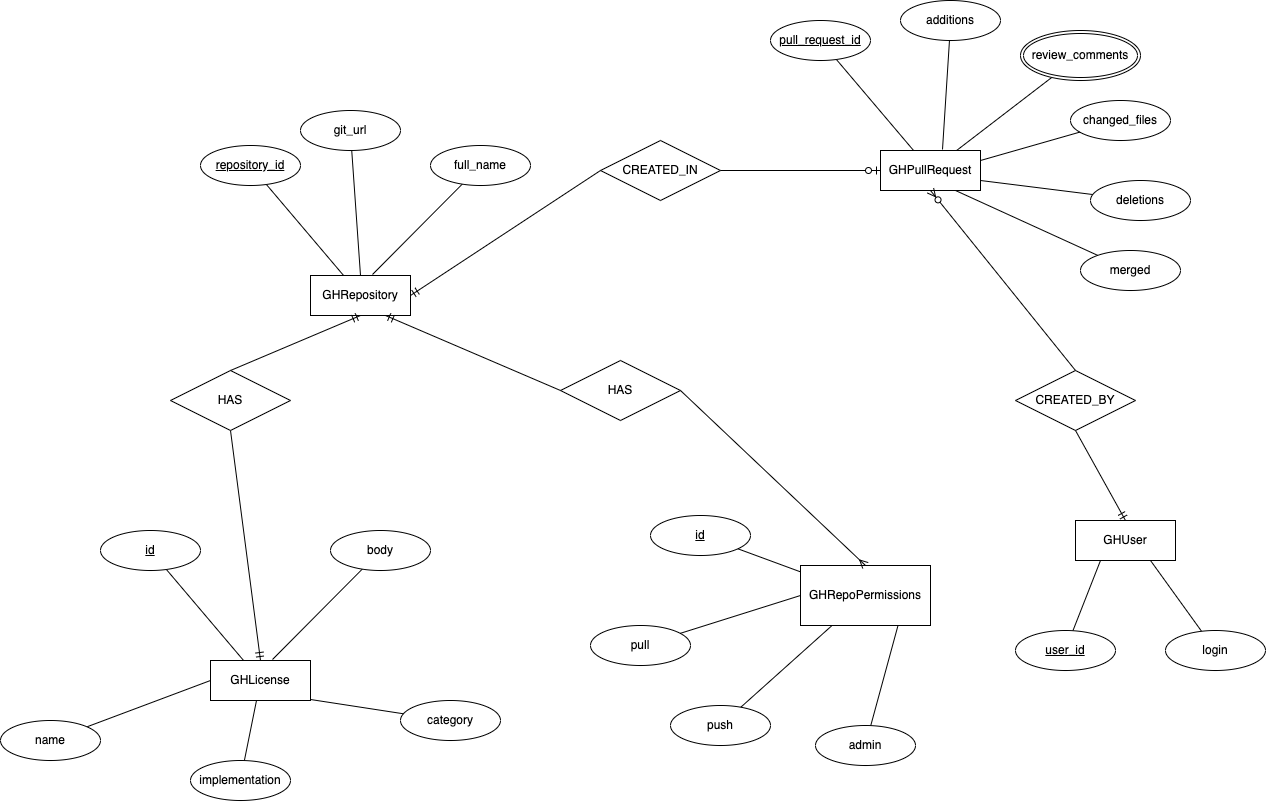 additions
pull_request_id
review_comments
changed_files
git_url
repository_id
full_name
CREATED_IN
GHPullRequest
deletions
merged
GHRepository
HAS
HAS
CREATED_BY
id
body
id
GHUser
GHRepoPermissions
pull
user_id
login
GHLicense
category
push
name
admin
implementation